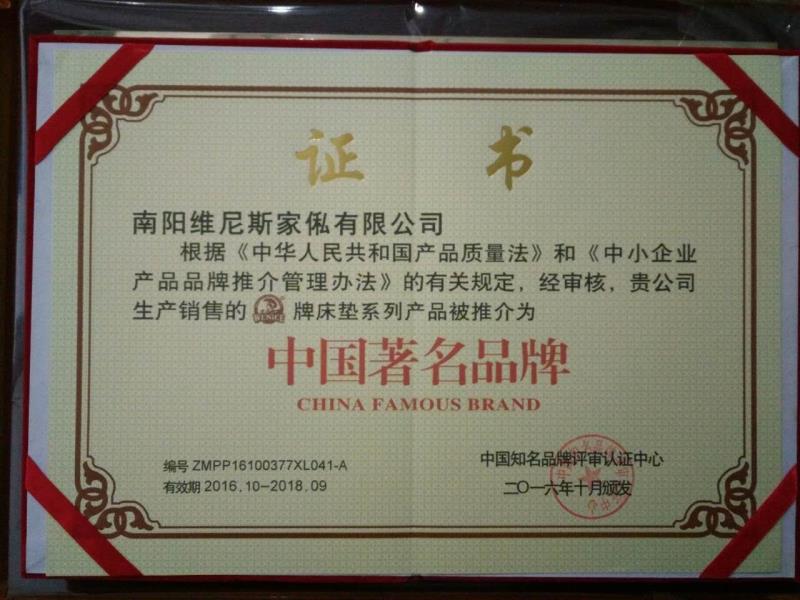 证 书
南阳维尼斯家俬有限公司
根据《中华人民共和国产品质量法》和《中小企业
产品品牌推介管理办法》的有关规定，经审核，贵公司
生产销售的 WENICE 牌床垫系列产品被推介为
中国著名品牌
CHINA FAMOUS BRAND
编号 ZMPP16100377XL041-A
有效期 2016.10-2018.09
中国知名品牌评审认证中心
二〇一六年十月颁发